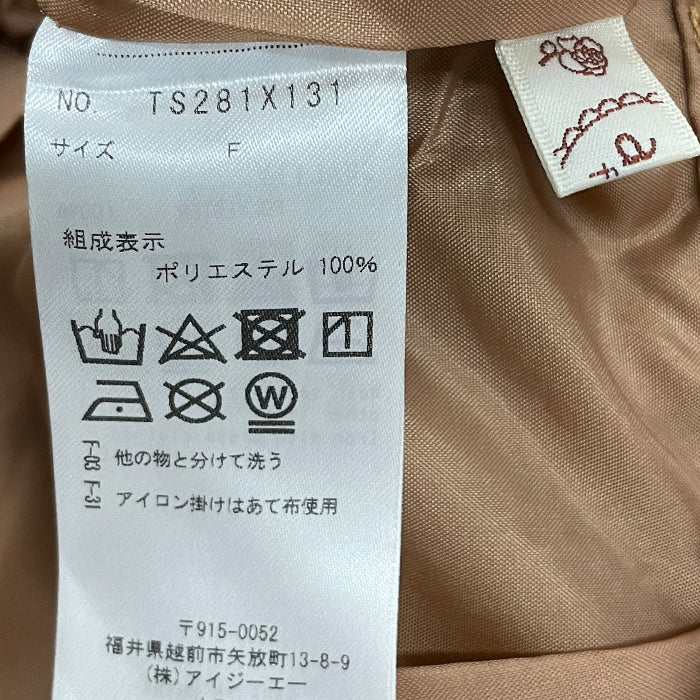 NO. TS281X131
サイズ F
組成表示
ポリエステル 100%
W
F-03 他の物と分けて洗う
F-31 アイロン掛けはあて布使用
〒915-0052
福井県越前市矢放町13-8-9
(株)アイジーエー